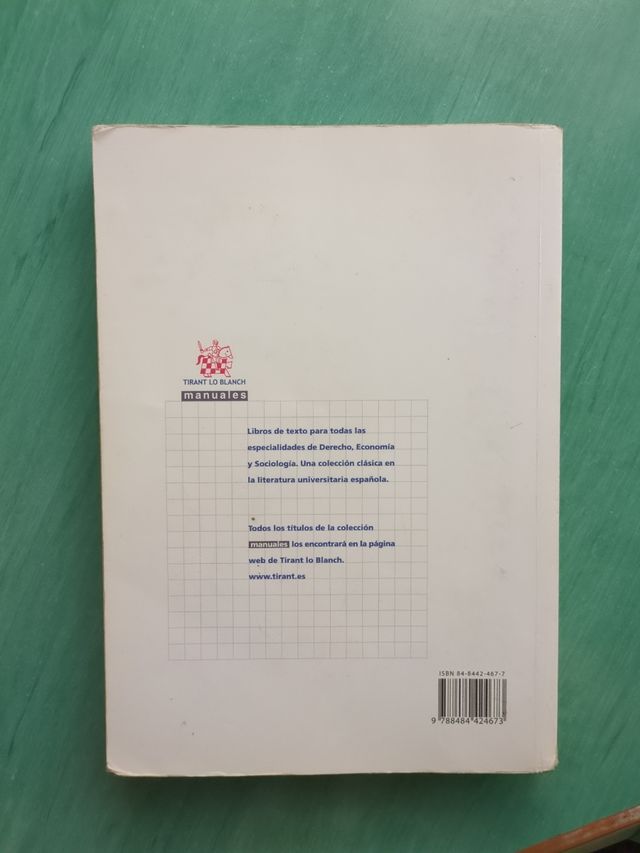 TIRANT LO BLANCH
manuales
Libros de texto para todas las
especialidades de Derecho, Economía
y Sociología. Una colección clásica en
la literatura universitaria española.
Todos los títulos de la colección
manuales los encontrará en la página
web de Tirant lo Blanch.
www.tirant.es
ISBN 84-8442-467-7
9 788484 424673